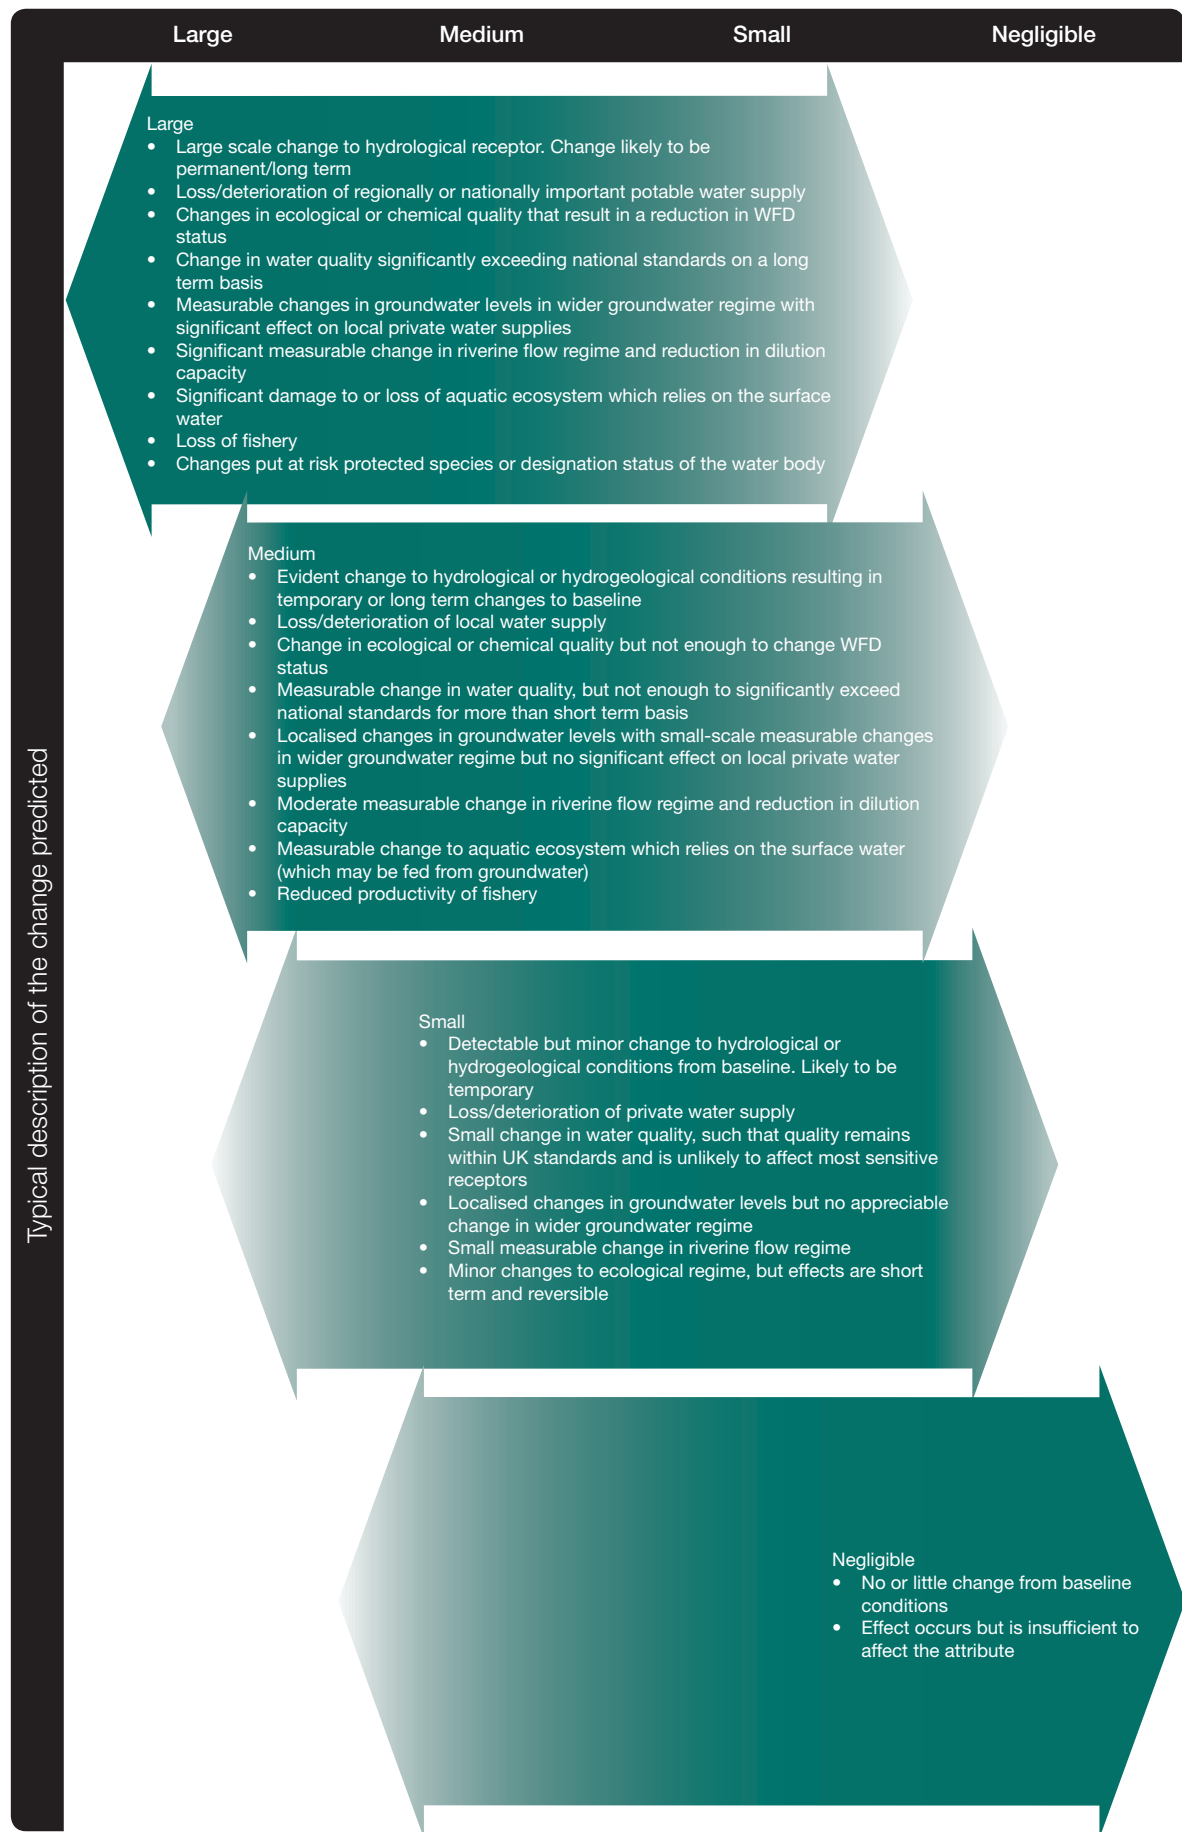 Large Medium Small Negligible
Typical description of the change predicted
Large
• Large scale change to hydrological receptor. Change likely to be
permanent/long term
• Loss/deterioration of regionally or nationally important potable water supply
• Changes in ecological or chemical quality that result in a reduction in WFD
status
• Change in water quality significantly exceeding national standards on a long
term basis
• Measurable changes in groundwater levels in wider groundwater regime with
significant effect on local private water supplies
• Significant measurable change in riverine flow regime and reduction in dilution
capacity
• Significant damage to or loss of aquatic ecosystem which relies on the surface
water
• Loss of fishery
• Changes put at risk protected species or designation status of the water body
Medium
• Evident change to hydrological or hydrogeological conditions resulting in
temporary or long term changes to baseline
• Loss/deterioration of local water supply
• Change in ecological or chemical quality but not enough to change WFD
status
• Measurable change in water quality, but not enough to significantly exceed
national standards for more than short term basis
• Localised changes in groundwater levels with small-scale measurable changes
in wider groundwater regime but no significant effect on local private water
supplies
• Moderate measurable change in riverine flow regime and reduction in dilution
capacity
• Measurable change to aquatic ecosystem which relies on the surface water
(which may be fed from groundwater)
• Reduced productivity of fishery
Small
• Detectable but minor change to hydrological or
hydrogeological conditions from baseline. Likely to be
temporary
• Loss/deterioration of private water supply
• Small change in water quality, such that quality remains
within UK standards and is unlikely to affect most sensitive
receptors
• Localised changes in groundwater levels but no appreciable
change in wider groundwater regime
• Small measurable change in riverine flow regime
• Minor changes to ecological regime, but effects are short
term and reversible
Negligible
• No or little change from baseline
conditions
• Effect occurs but is insufficient to
affect the attribute